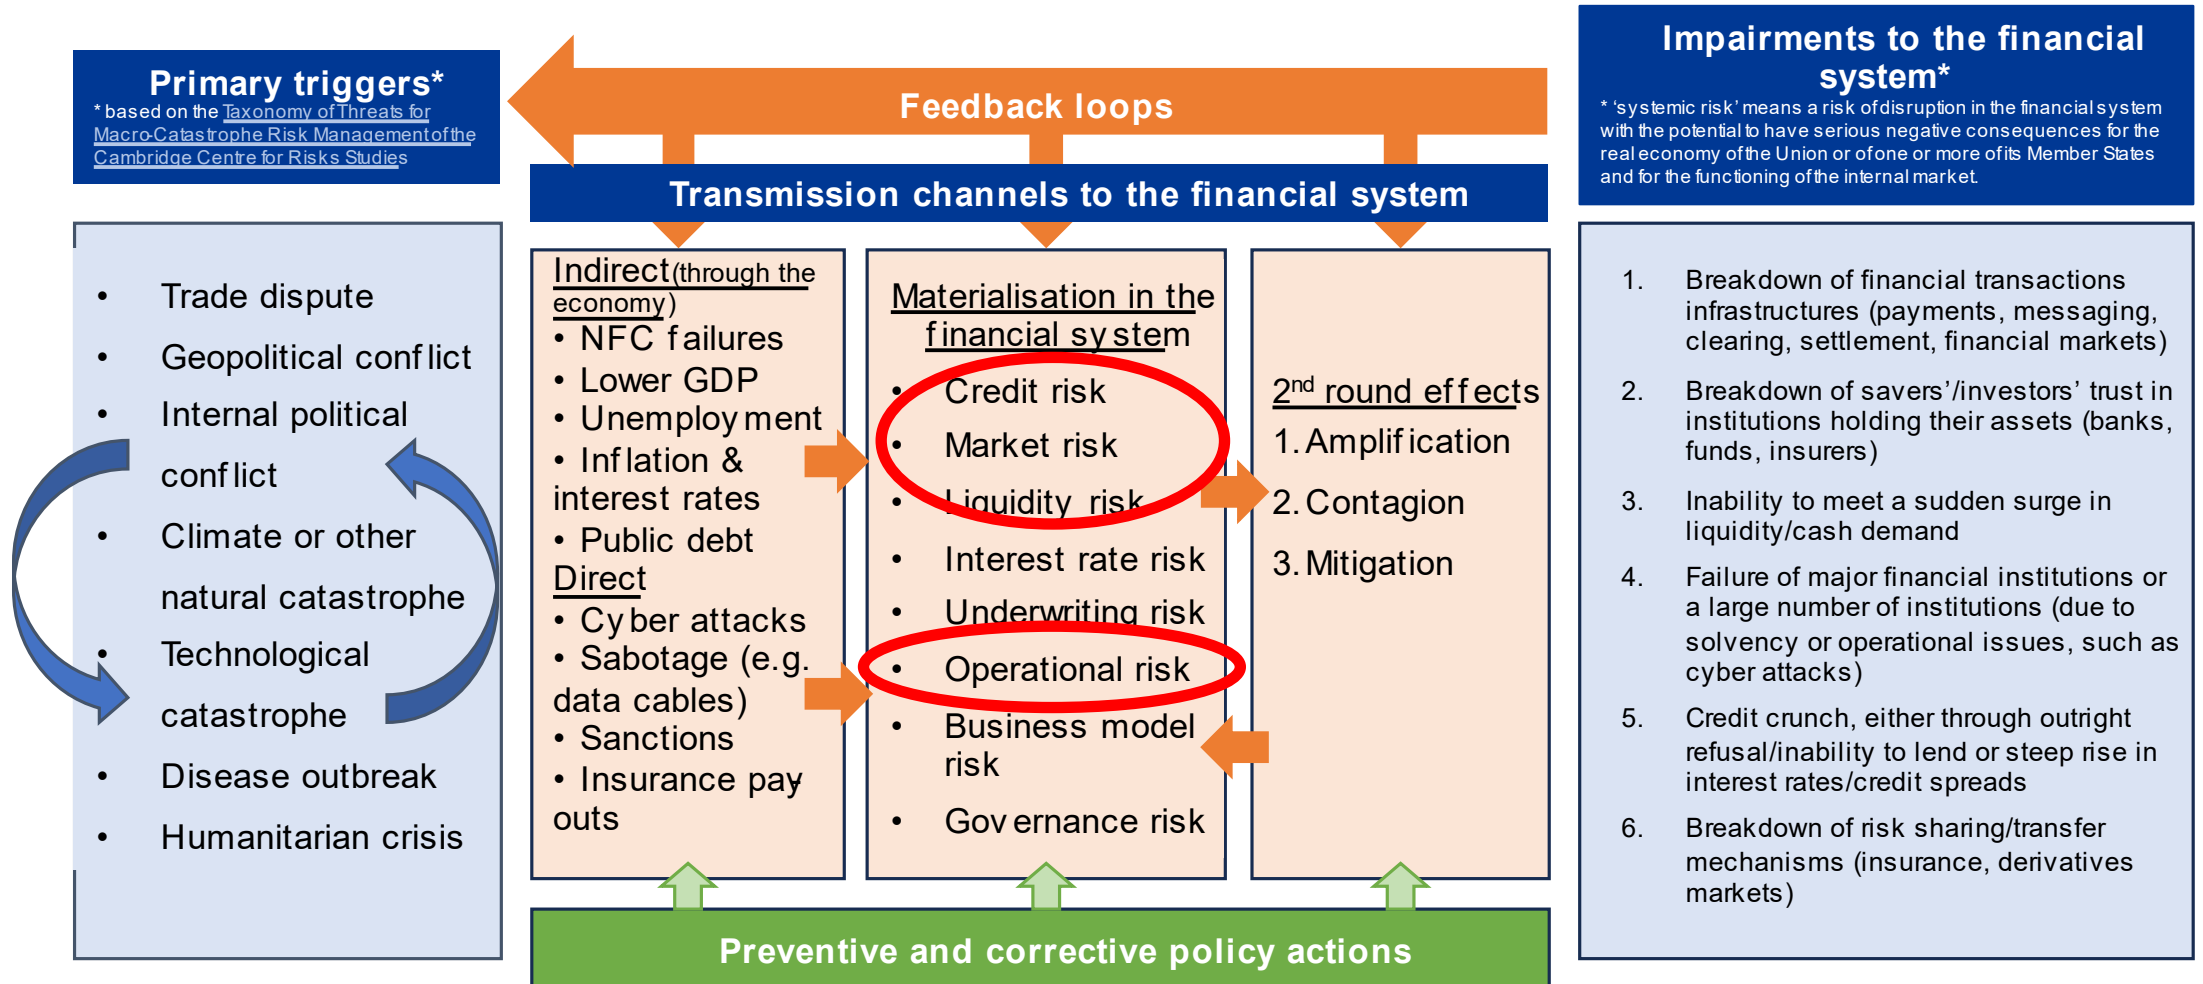 Primary triggers*
* based on the Taxonomy of Threats for
Macro-Catastrophe Risk Management of the
Cambridge Centre for Risks Studies
• Trade dispute
• Geopolitical conflict
• Internal political
conflict
• Climate or other
natural catastrophe
• Technological
catastrophe
• Disease outbreak
• Humanitarian crisis
Feedback loops
Transmission channels to the financial system
Indirect (through the
economy)
• NFC failures
• Lower GDP
• Unemployment
• Inflation &
interest rates
• Public debt
Direct
• Cyber attacks
• Sabotage (e.g.
data cables)
• Sanctions
• Insurance pay-
outs
Materialisation in the
financial system
• Credit risk
• Market risk
• Liquidity risk
• Interest rate risk
• Underwriting risk
• Operational risk
• Business model
risk
• Governance risk
2nd round effects
1. Amplification
2. Contagion
3. Mitigation
Preventive and corrective policy actions
Impairments to the financial
system*
* ‘systemic risk’ means a risk of disruption in the financial system
with the potential to have serious negative consequences for the
real economy of the Union or of one or more of its Member States
and for the functioning of the internal market.
1. Breakdown of financial transactions
infrastructures (payments, messaging,
clearing, settlement, financial markets)
2. Breakdown of savers’/investors’ trust in
institutions holding their assets (banks,
funds, insurers)
3. Inability to meet a sudden surge in
liquidity/cash demand
4. Failure of major financial institutions or
a large number of institutions (due to
solvency or operational issues, such as
cyber attacks)
5. Credit crunch, either through outright
refusal/inability to lend or steep rise in
interest rates/credit spreads
6. Breakdown of risk sharing/transfer
mechanisms (insurance, derivatives
markets)